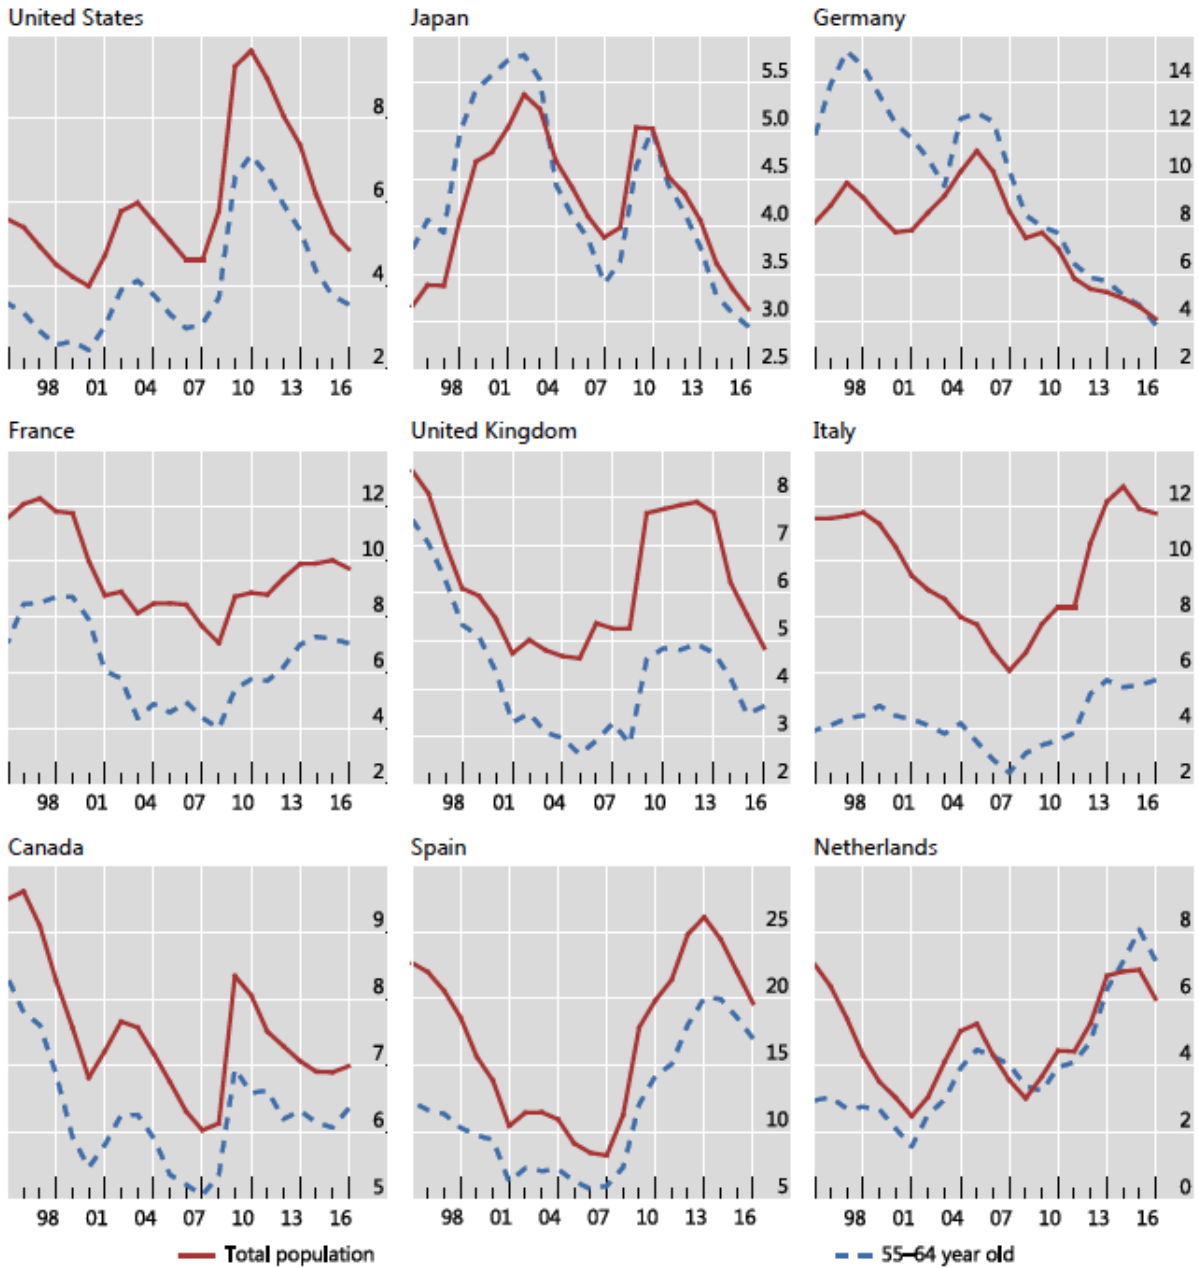 United States
8
6
4
2
98 01 04 07 10 13 16
Japan
5.5
5.0
4.5
4.0
3.5
3.0
2.5
98 01 04 07 10 13 16
Germany
14
12
10
8
6
4
2
98 01 04 07 10 13 16
France
12
10
8
6
4
2
98 01 04 07 10 13 16
United Kingdom
8
7
6
5
4
3
2
98 01 04 07 10 13 16
Italy
12
10
8
6
4
2
98 01 04 07 10 13 16
Canada
9
8
7
6
5
98 01 04 07 10 13 16
Spain
25
20
15
10
5
98 01 04 07 10 13 16
Netherlands
8
6
4
2
0
98 01 04 07 10 13 16
Total population
55–64 year old